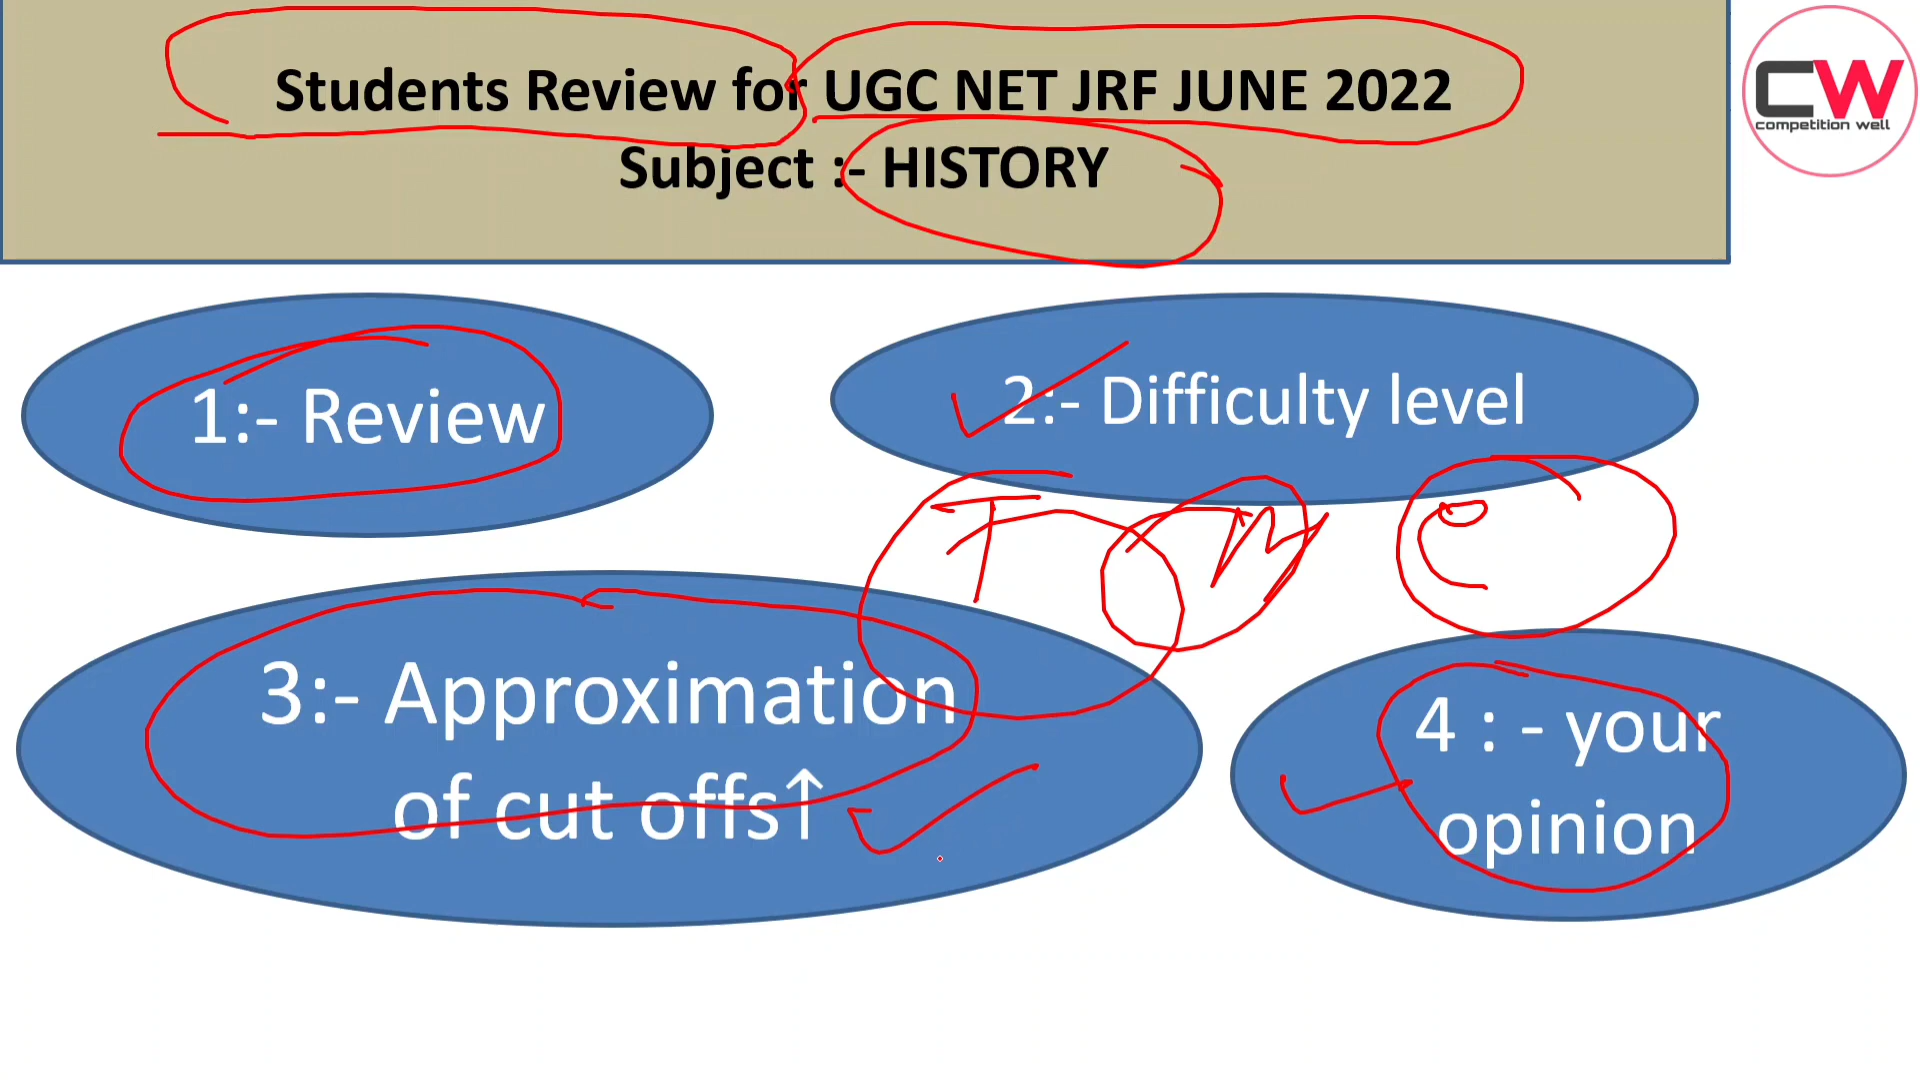 Students Review for UGC NET JRF JUNE 2022
Subject :- HISTORY
CW
competition well
1:- Review
2:- Difficulty level
T M e
3:- Approximation
of cut offs↑
4 : - your
opinion